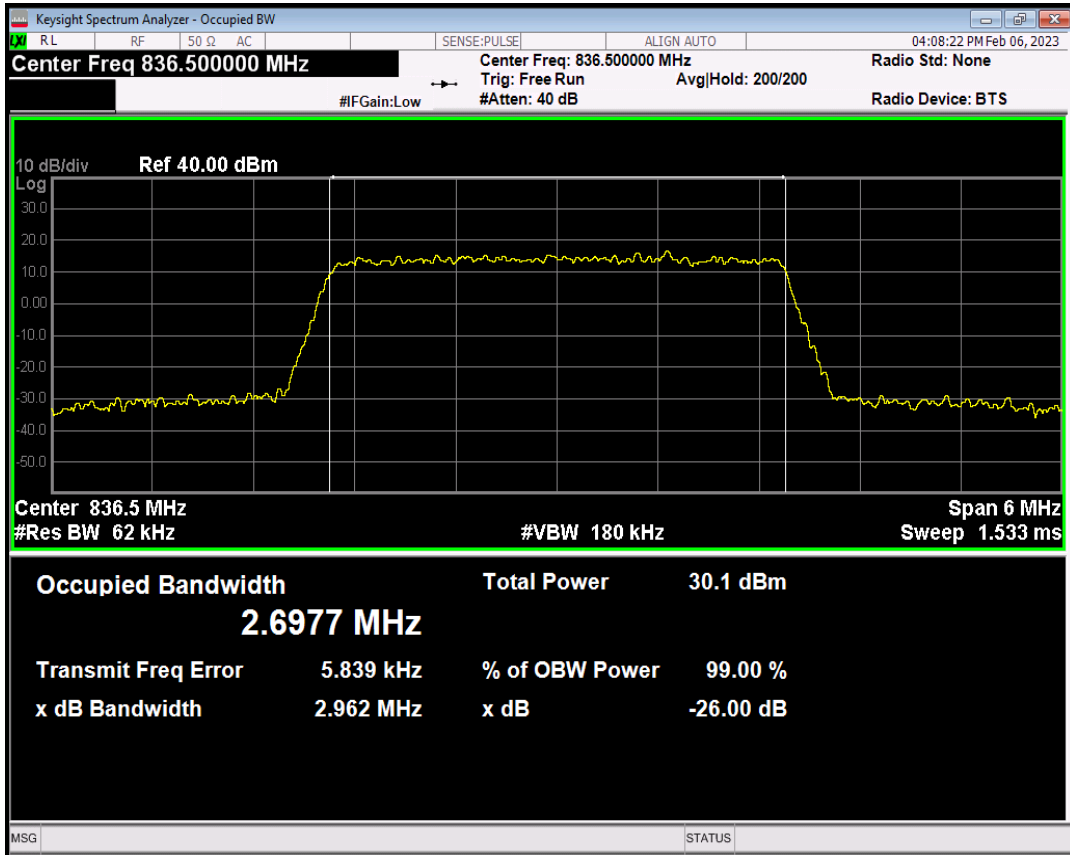 Keysight Spectrum Analyzer - Occupied BW
LXI RL RF 50 Ω AC SENSE:PULSE ALIGN AUTO 04:08:22 PM Feb 06, 2023
Center Freq 836.500000 MHz Center Freq: 836.500000 MHz Radio Std: None
Trig: Free Run Avg|Hold: 200/200
#IFGain:Low #Atten: 40 dB Radio Device: BTS
10 dB/div Ref 40.00 dBm
Log
30.0
20.0
10.0
0.00
-10.0
-20.0
-30.0
-40.0
-50.0
Center 836.5 MHz Span 6 MHz
#Res BW 62 kHz #VBW 180 kHz Sweep 1.533 ms
Occupied Bandwidth Total Power 30.1 dBm
2.6977 MHz
Transmit Freq Error 5.839 kHz % of OBW Power 99.00 %
x dB Bandwidth 2.962 MHz x dB -26.00 dB
MSG STATUS